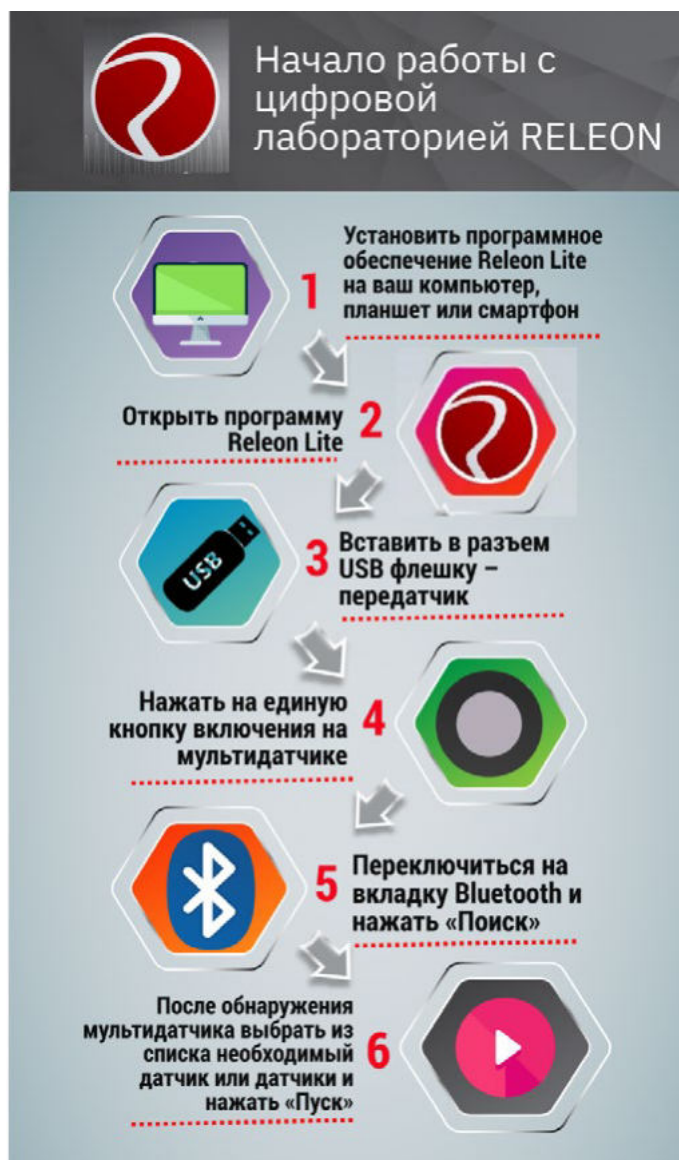 Начало работы с
цифровой
лабораторией RELEON
Установить программное
обеспечение Releon Lite
на ваш компьютер,
планшет или смартфон
1
Открыть программу
Releon Lite
2
USB
3
Вставить в разъем
USB флешку –
передатчик
Нажать на единую
кнопку включения на
мультидатчике
4
5
Переключиться на
вкладку Bluetooth и
нажать «Поиск»
После обнаружения
мультидатчика выбрать из
списка необходимый
датчик или датчики и
нажать «Пуск»
6